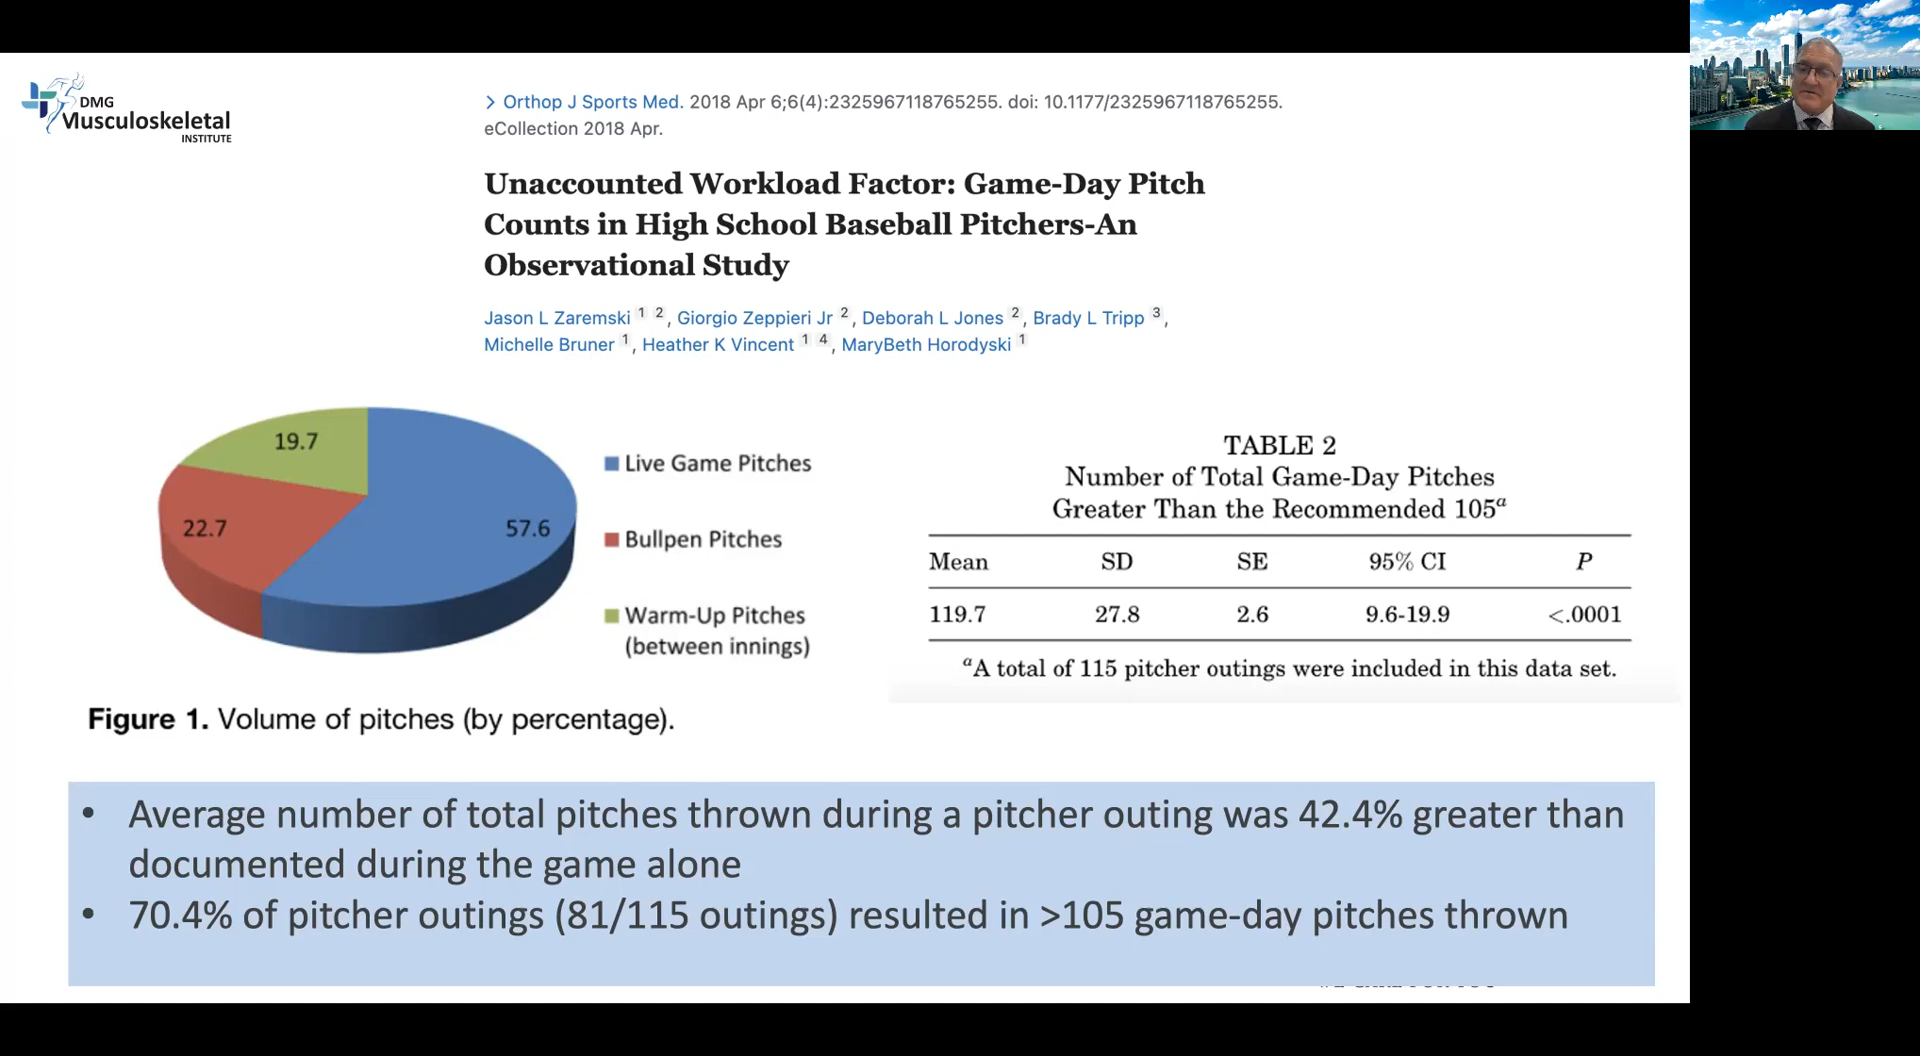 DMG
Musculoskeletal
INSTITUTE
> Orthop J Sports Med. 2018 Apr 6;6(4):2325967118765255. doi: 10.1177/2325967118765255.
eCollection 2018 Apr.
Unaccounted Workload Factor: Game-Day Pitch
Counts in High School Baseball Pitchers-An
Observational Study
Jason L Zaremski 1 2, Giorgio Zeppieri Jr 2, Deborah L Jones 2, Brady L Tripp 3,
Michelle Bruner 1, Heather K Vincent 1 4, MaryBeth Horodyski 1
19.7
22.7
57.6
Live Game Pitches
Bullpen Pitches
Warm-Up Pitches
(between innings)
Figure 1. Volume of pitches (by percentage).
TABLE 2
Number of Total Game-Day Pitches
Greater Than the Recommended 105a
Mean SD SE 95% CI P
119.7 27.8 2.6 9.6-19.9 <.0001
aA total of 115 pitcher outings were included in this data set.
• Average number of total pitches thrown during a pitcher outing was 42.4% greater than
documented during the game alone
• 70.4% of pitcher outings (81/115 outings) resulted in >105 game-day pitches thrown